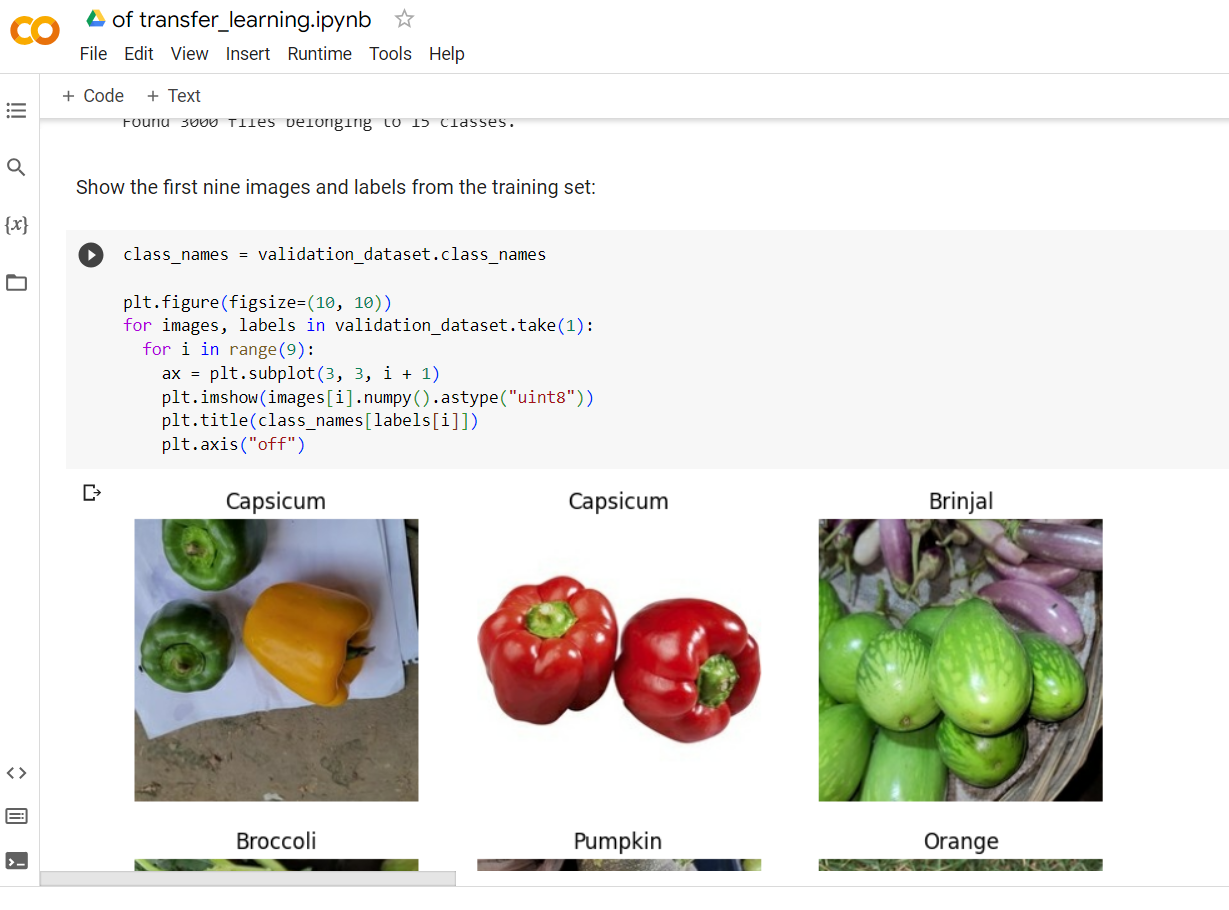 of transfer_learning.ipynb
File Edit View Insert Runtime Tools Help
+ Code + Text
Found 3000 files belonging to 15 classes.
Show the first nine images and labels from the training set:
{x}
class_names = validation_dataset.class_names
plt.figure(figsize=(10, 10))
for images, labels in validation_dataset.take(1):
  for i in range(9):
    ax = plt.subplot(3, 3, i + 1)
    plt.imshow(images[i].numpy().astype("uint8"))
    plt.title(class_names[labels[i]])
    plt.axis("off")
Capsicum Capsicum Brinjal
Broccoli Pumpkin Orange